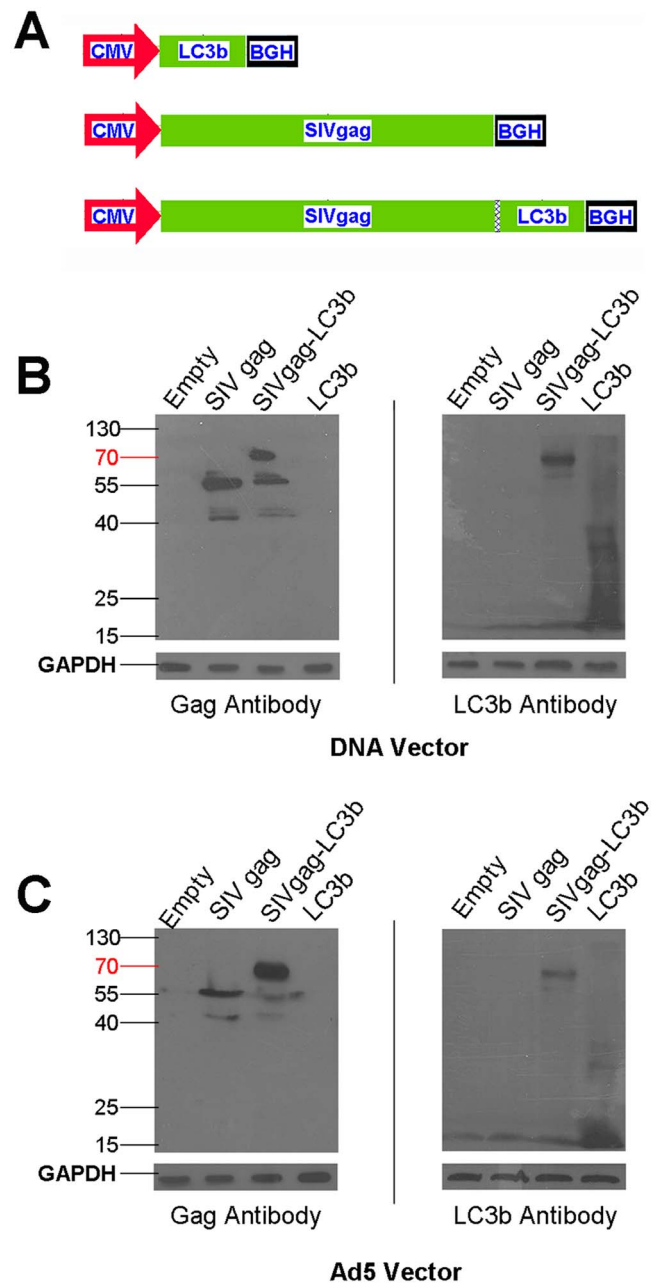 A
CMV LC3b BGH
CMV SIVgag BGH
CMV SIVgag LC3b BGH
B
Empty SIV gag SIVgag-LC3b LC3b
Empty SIV gag SIVgag-LC3b LC3b
130
70
55
40
25
15
GAPDH
Gag Antibody LC3b Antibody
DNA Vector
C
Empty SIV gag SIVgag-LC3b LC3b
Empty SIV gag SIVgag-LC3b LC3b
130
70
55
40
25
15
GAPDH
Gag Antibody LC3b Antibody
Ad5 Vector